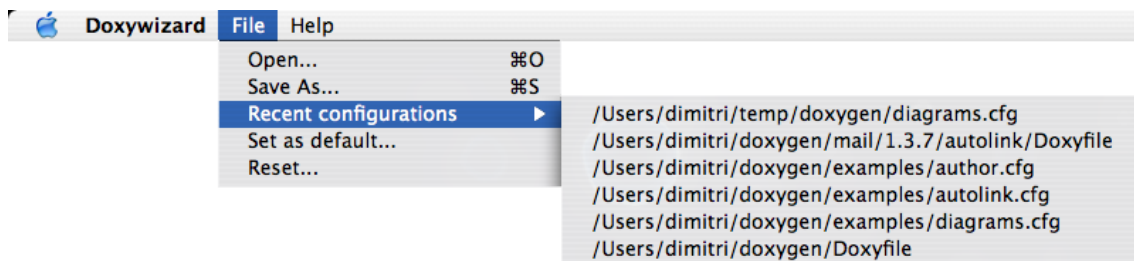 Doxywizard File Help
Open... ⌘O
Save As... ⌘S
Recent configurations ▶
Set as default...
Reset...
/Users/dimitri/temp/doxygen/diagrams.cfg
/Users/dimitri/doxygen/mail/1.3.7/autolink/Doxyfile
/Users/dimitri/doxygen/examples/author.cfg
/Users/dimitri/doxygen/examples/autolink.cfg
/Users/dimitri/doxygen/examples/diagrams.cfg
/Users/dimitri/doxygen/Doxyfile